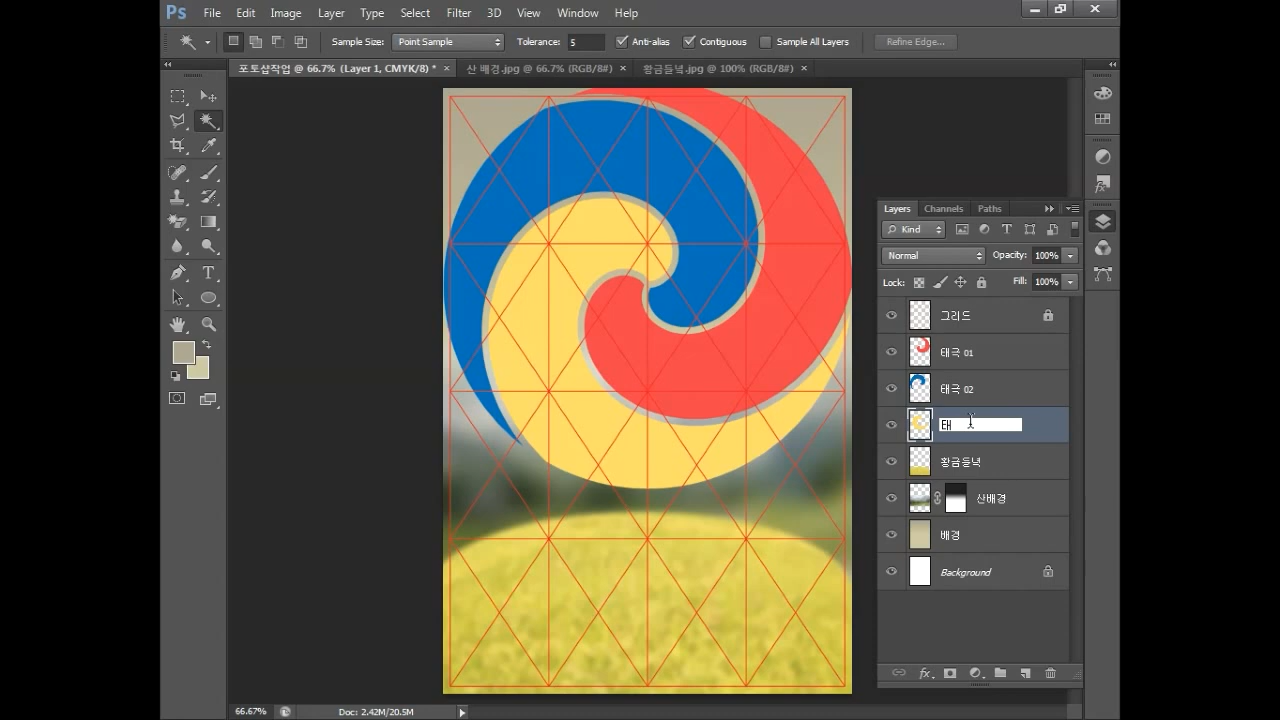 Ps File Edit Image Layer Type Select Filter 3D View Window Help
Sample Size: Point Sample Tolerance: 5 Anti-alias Contiguous Sample All Layers Refine Edge...
포토샵작업 @ 66.7% (Layer 1, CMYK/8) * × 산 배경.jpg @ 66.7% (RGB/8#) × 황금들녘.jpg @ 100% (RGB/8#) ×
Layers Channels Paths
Kind
Normal Opacity: 100%
Lock: Fill: 100%
그리드
태극 01
태극 02
태
황금들녘
산배경
배경
Background
66.67% Doc: 2.42M/20.5M